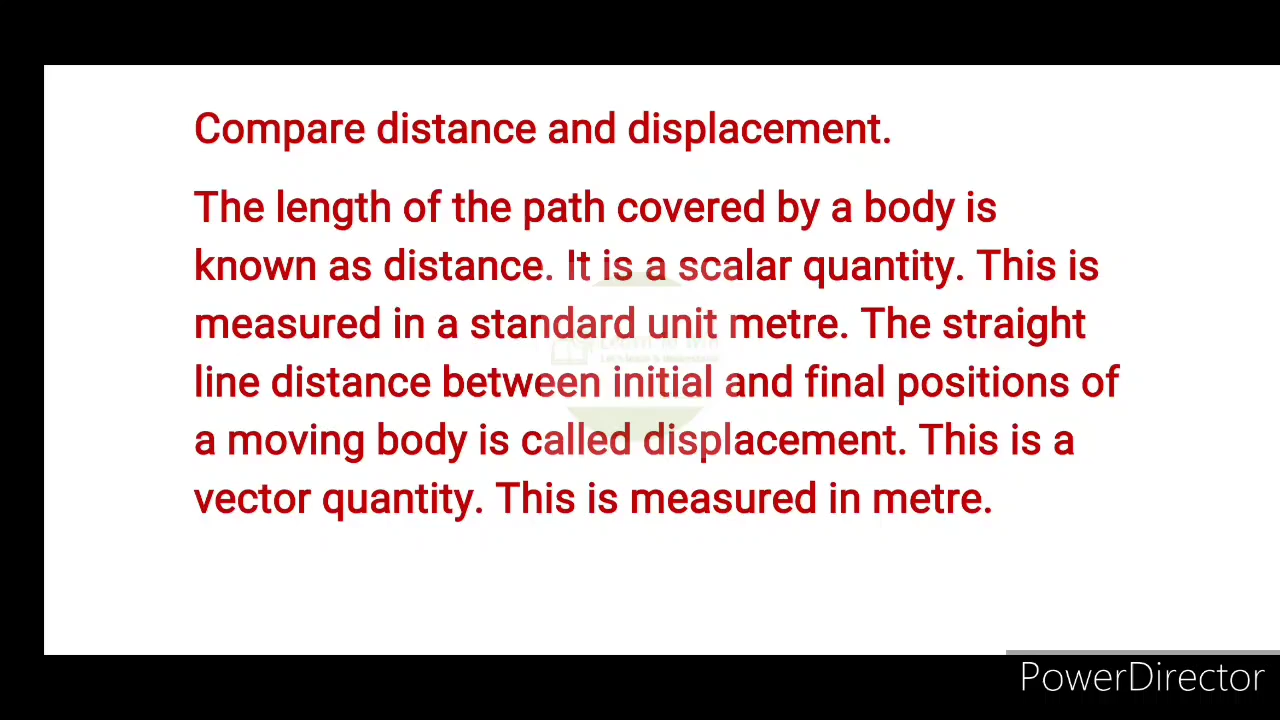 Compare distance and displacement.
The length of the path covered by a body is
known as distance. It is a scalar quantity. This is
measured in a standard unit metre. The straight
line distance between initial and final positions of
a moving body is called displacement. This is a
vector quantity. This is measured in metre.
PowerDirector